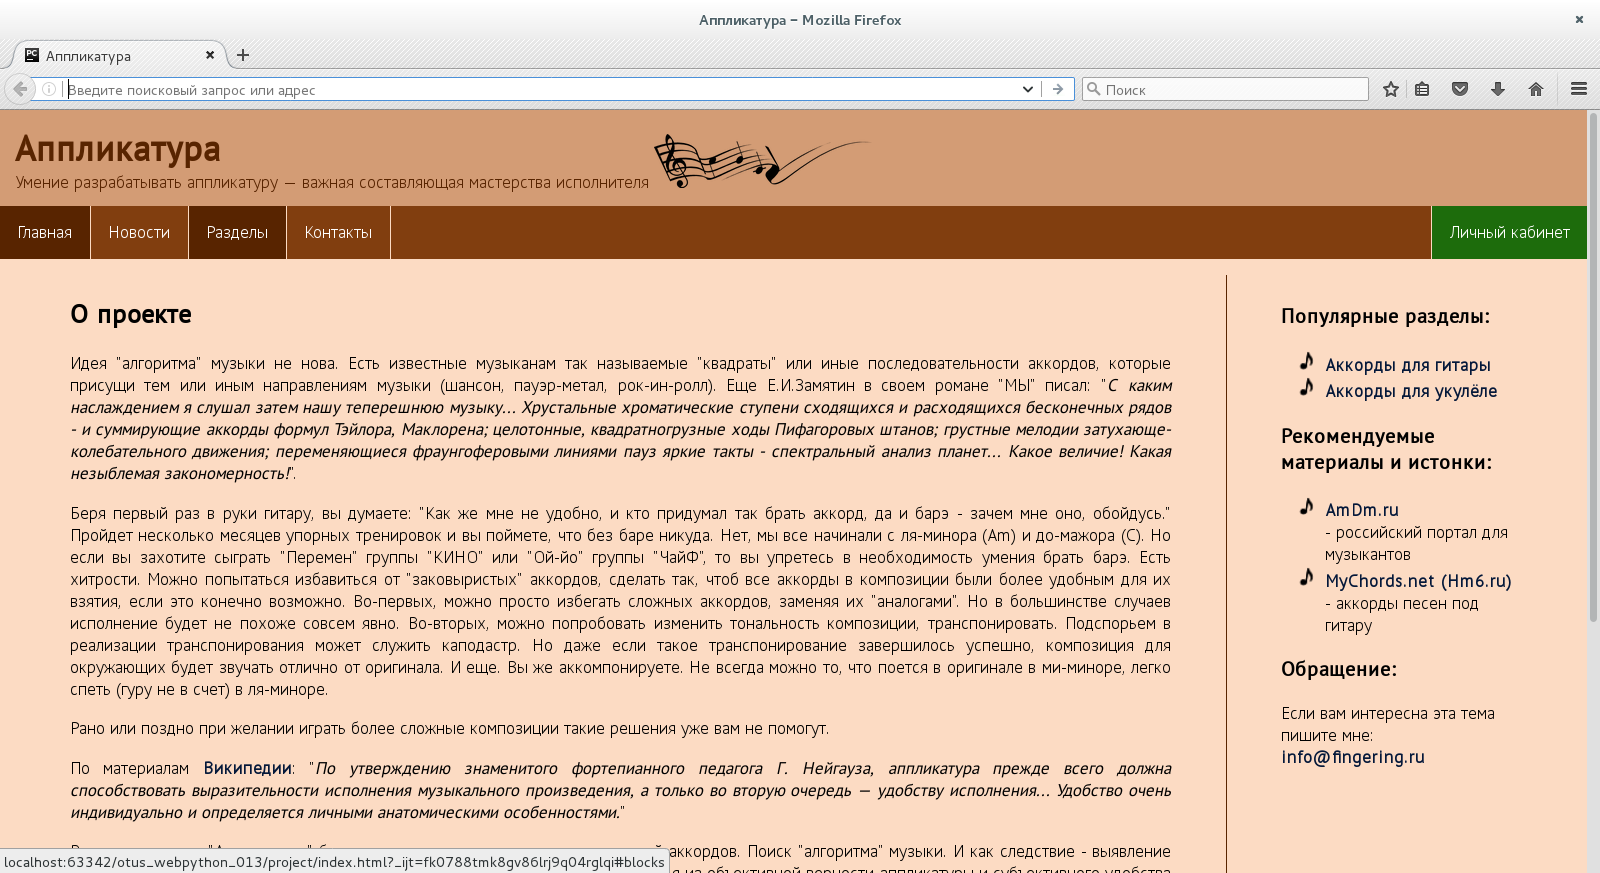 Аппликатура – Mozilla Firefox
PC Аппликатура
Введите поисковый запрос или адрес
Поиск
Аппликатура
Умение разрабатывать аппликатуру — важная составляющая мастерства исполнителя
Главная Новости Разделы Контакты Личный кабинет
О проекте
Идея "алгоритма" музыки не нова. Есть известные музыканам так называемые "квадраты" или иные последовательности аккордов, которые
присущи тем или иным направлениям музыки (шансон, пауэр-метал, рок-ин-ролл). Еще Е.И.Замятин в своем романе "МЫ" писал: "С каким
наслаждением я слушал затем нашу теперешнюю музыку... Хрустальные хроматические ступени сходящихся и расходящихся бесконечных рядов
- и суммирующие аккорды формул Тэйлора, Маклорена; целотонные, квадратногрузные ходы Пифагоровых штанов; грустные мелодии затухающе-
колебательного движения; переменяющиеся фраунгоферовыми линиями пауз яркие такты - спектральный анализ планет... Какое величие! Какая
незыблемая закономерность!".
Беря первый раз в руки гитару, вы думаете: "Как же мне не удобно, и кто придумал так брать аккорд, да и барэ - зачем мне оно, обойдусь."
Пройдет несколько месяцев упорных тренировок и вы поймете, что без баре никуда. Нет, мы все начинали с ля-минора (Am) и до-мажора (C). Но
если вы захотите сыграть "Перемен" группы "КИНО" или "Ой-йо" группы "ЧайФ", то вы упретесь в необходимость умения брать барэ. Есть
хитрости. Можно попытаться избавиться от "заковыристых" аккордов, сделать так, чтоб все аккорды в композиции были более удобным для их
взятия, если это конечно возможно. Во-первых, можно просто избегать сложных аккордов, заменяя их "аналогами". Но в большинстве случаев
исполнение будет не похоже совсем явно. Во-вторых, можно попробовать изменить тональность композиции, транспонировать. Подспорьем в
реализации транспонирования может служить каподастр. Но даже если такое транспонирование завершилось успешно, композиция для
окружающих будет звучать отлично от оригинала. И еще. Вы же аккомпонируете. Не всегда можно то, что поется в оригинале в ми-миноре, легко
спеть (гуру не в счет) в ля-миноре.
Рано или поздно при желании играть более сложные композиции такие решения уже вам не помогут.
По материалам Википедии: "По утверждению знаменитого фортепианного педагога Г. Нейгауза, аппликатура прежде всего должна
способствовать выразительности исполнения музыкального произведения, а только во вторую очередь — удобству исполнения... Удобство очень
индивидуально и определяется личными анатомическими особенностями."
аккордов. Поиск "алгоритма" музыки. И как следствие - выявление
из объективной верности аппликатуры и субъективного удобства
Популярные разделы:
Аккорды для гитары
Аккорды для укулёле
Рекомендуемые
материалы и истонки:
AmDm.ru
- российский портал для
музыкантов
MyChords.net (Hm6.ru)
- аккорды песен под
гитару
Обращение:
Если вам интересна эта тема
пишите мне:
info@fingering.ru
localhost:63342/otus_webpython_013/project/index.html?_ijt=fk0788tmk8gv86lrj9q04rglqi#blocks